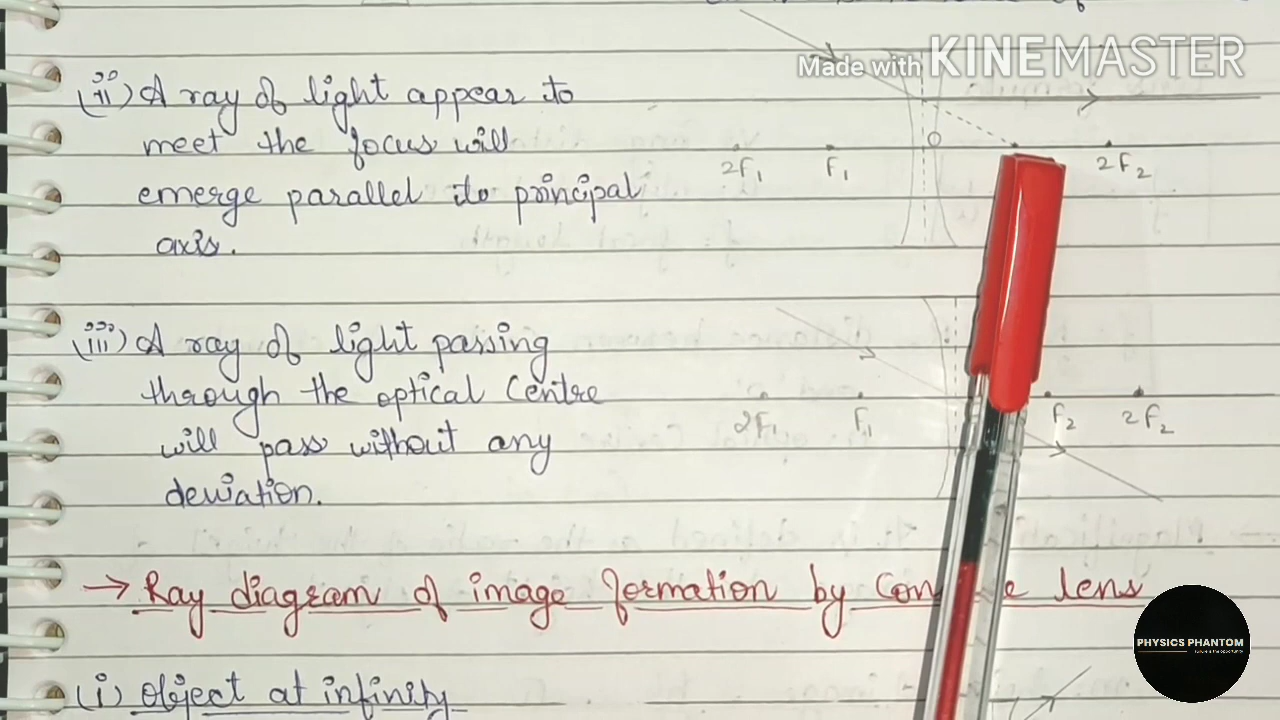 Made with KINEMASTER
(ii) A ray of light appear to
meet the focus will
emerge parallel to principal
axis.
2F₁ F₁ O 2F₂
(iii) A ray of light passing
through the optical Centre
will pass without any
deviation.
2F₁ F₁ F₂ 2F₂
→ Ray diagram of image formation by lens
PHYSICS PHANTOM
(i) object at infinity